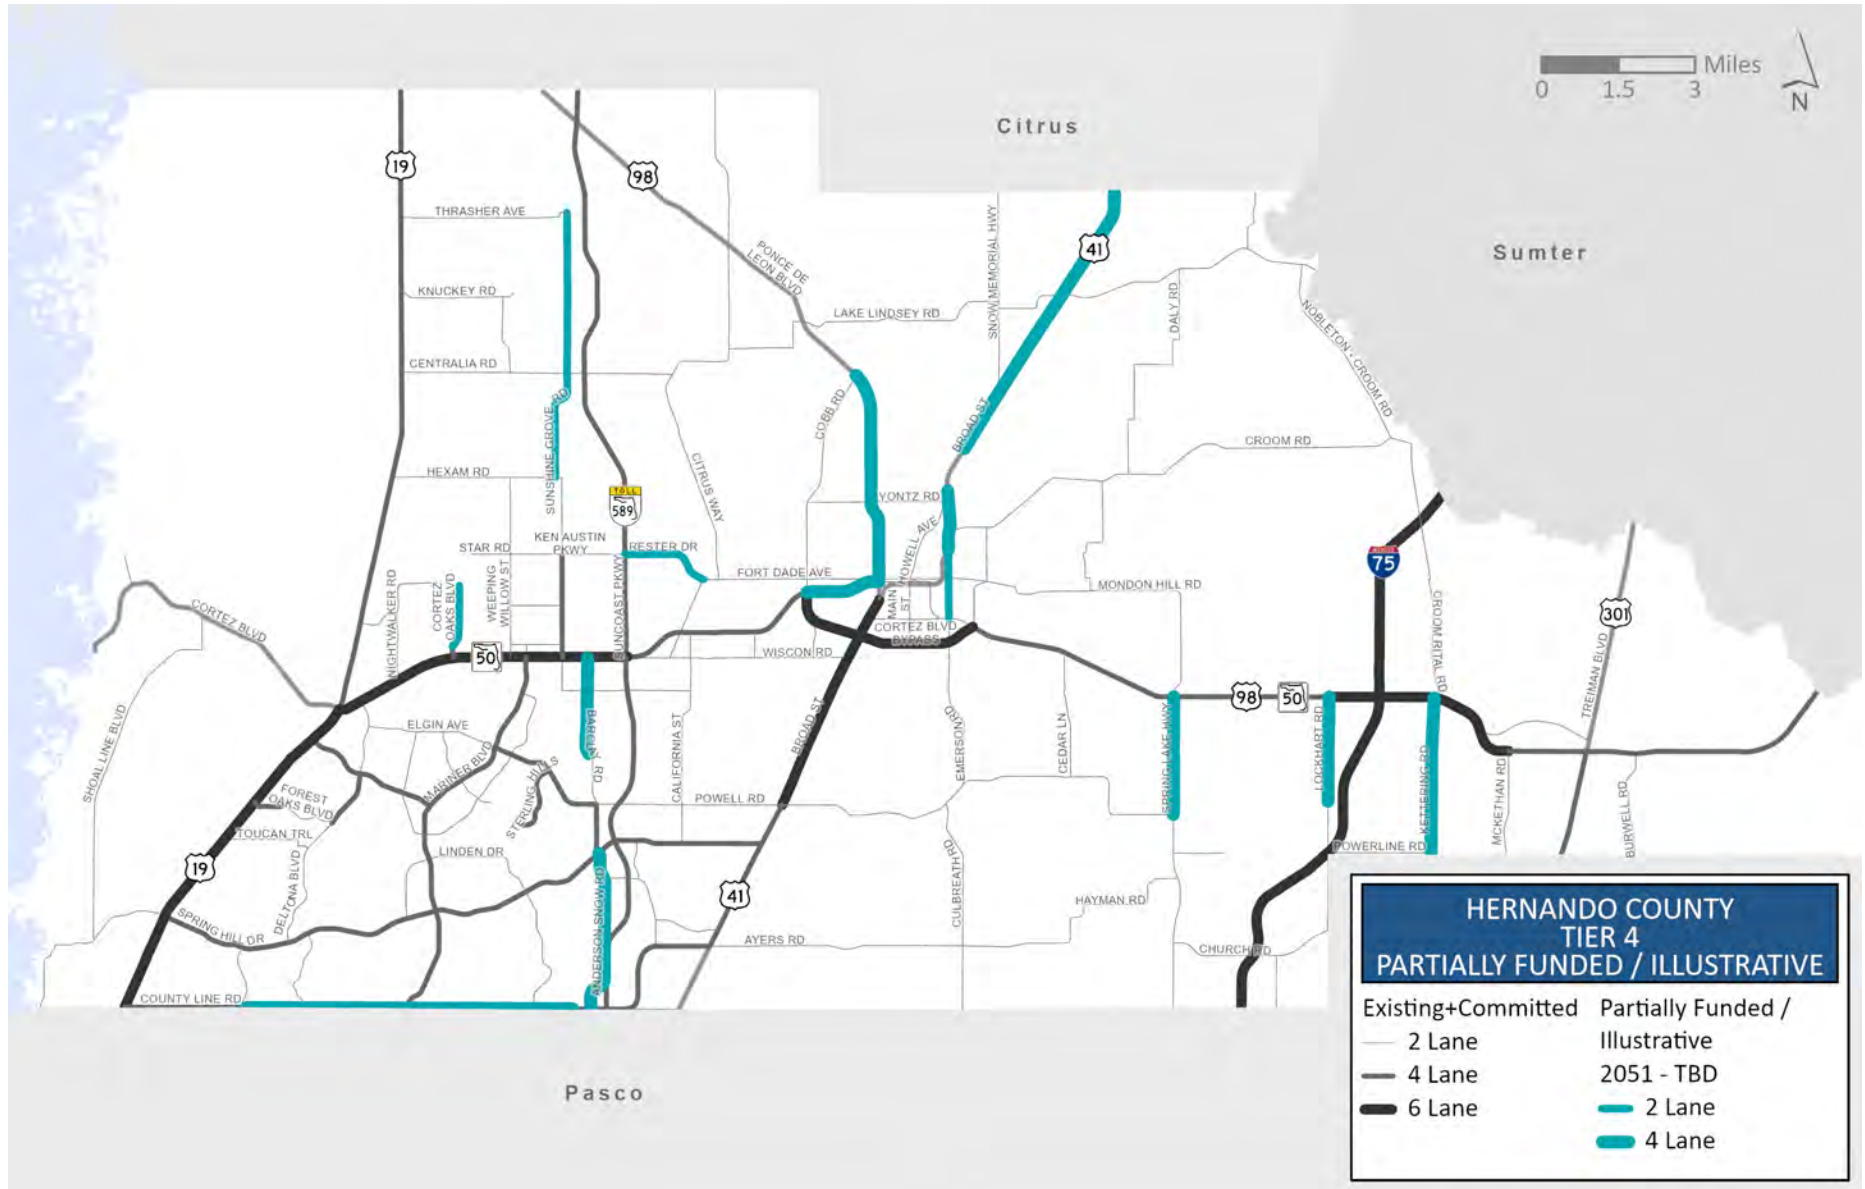 Miles
0 1.5 3
N
Citrus
19
98
THRASHER AVE
SNOW MEMORIAL HWY
41
Sumter
PONCE DE
LEON BLVD
KNUCKEY RD
LAKE LINDSEY RD
DALY RD
NOBLETON - CROOM RD
CENTRALIA RD
SUNSHINE GROVE RD
COBB RD
BROAD ST
CROOM RD
HEXAM RD
CITRUS WAY
TOLL
589
YONTZ RD
HOWELL AVE
KEN AUSTIN
PKWY
STAR RD
RESTER DR
FORT DADE AVE
MONDON HILL RD
75
CORTEZ BLVD
NIGHTWALKER RD
CORTEZ
OAKS BLVD
WEEPING
WILLOW ST
SUNCOAST PKWY
MAIN
ST
CROOM RITAL RD
301
TREIMAN BLVD
CORTEZ BLVD
BYPASS
50
WISCON RD
98
50
SHOAL LINE BLVD
ELGIN AVE
BARCLAY RD
CALIFORNIA ST
BROAD ST
EMERSON RD
CEDAR LN
SPRING LAKE HWY
LOCKHART RD
KETTERING RD
MCKETHAN RD
BURWELL RD
MARINER BLVD
STERLING HILLS
FOREST
OAKS BLVD
POWELL RD
TOUCAN TRL
LINDEN DR
POWERLINE RD
19
DELTONA BLVD
SPRING HILL DR
ANDERSON SNOW RD
41
CULBREATH RD
HAYMAN RD
AYERS RD
CHURCH RD
COUNTY LINE RD
Pasco
HERNANDO COUNTY
TIER 4
PARTIALLY FUNDED / ILLUSTRATIVE
Existing+Committed
2 Lane
4 Lane
6 Lane
Partially Funded /
Illustrative
2051 - TBD
2 Lane
4 Lane